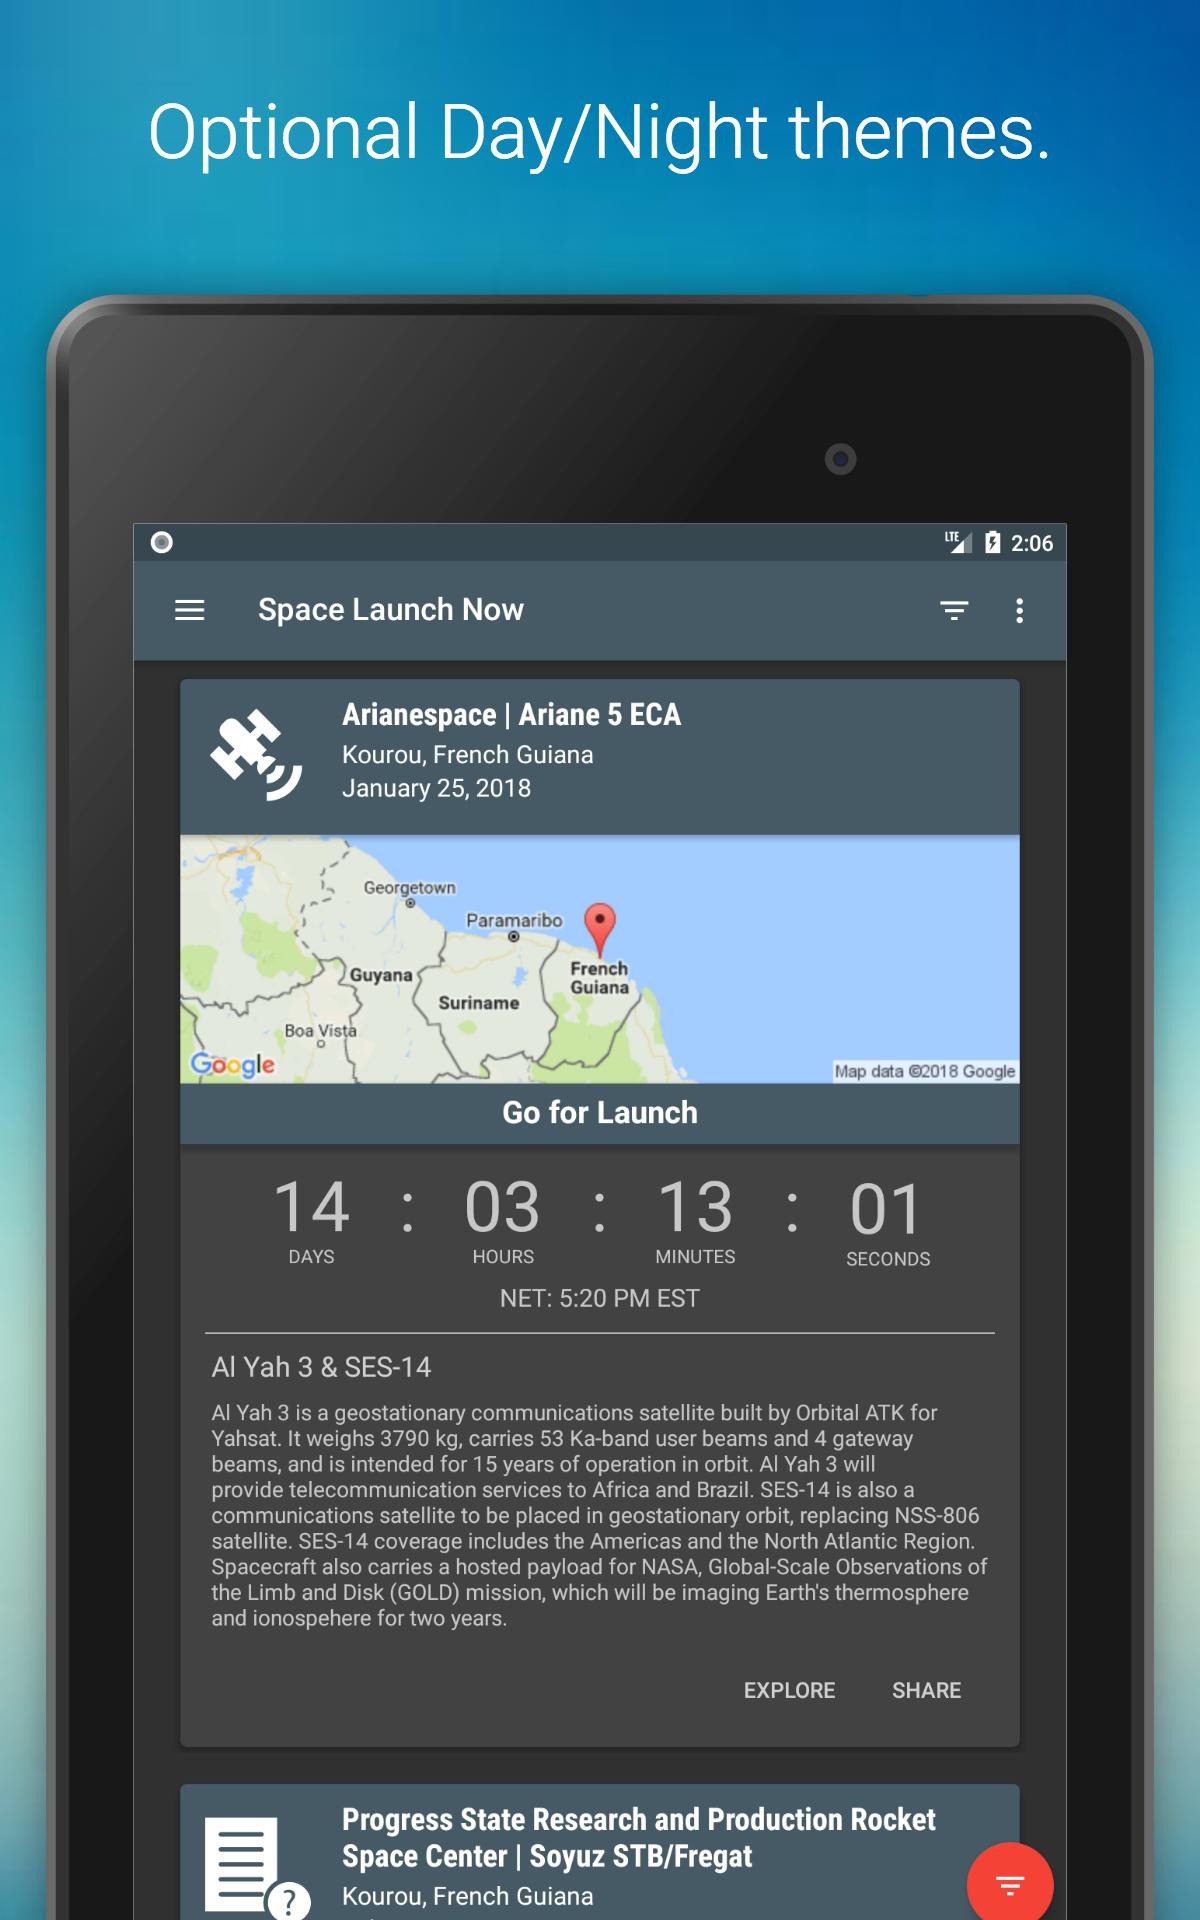 Optional Day/Night themes.
LTE 2:06
Space Launch Now
Arianespace | Ariane 5 ECA
Kourou, French Guiana
January 25, 2018
Georgetown
Paramaribo
French
Guiana
Guyana
Suriname
Boa Vista
Google
Map data ©2018 Google
Go for Launch
14 : 03 : 13 : 01
DAYS HOURS MINUTES SECONDS
NET: 5:20 PM EST
Al Yah 3 & SES-14
Al Yah 3 is a geostationary communications satellite built by Orbital ATK for
Yahsat. It weighs 3790 kg, carries 53 Ka-band user beams and 4 gateway
beams, and is intended for 15 years of operation in orbit. Al Yah 3 will
provide telecommunication services to Africa and Brazil. SES-14 is also a
communications satellite to be placed in geostationary orbit, replacing NSS-806
satellite. SES-14 coverage includes the Americas and the North Atlantic Region.
Spacecraft also carries a hosted payload for NASA, Global-Scale Observations of
the Limb and Disk (GOLD) mission, which will be imaging Earth's thermosphere
and ionospehere for two years.
EXPLORE SHARE
Progress State Research and Production Rocket
Space Center | Soyuz STB/Fregat
?
Kourou, French Guiana